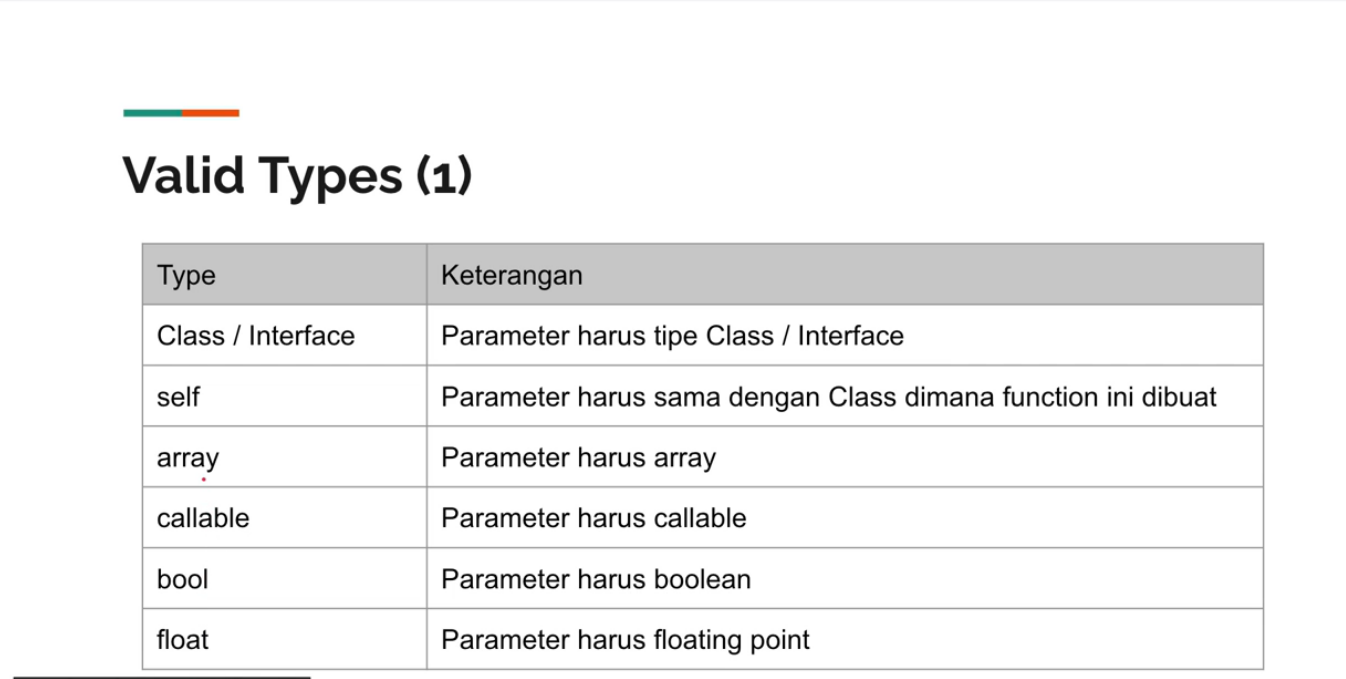 Valid Types (1)
Type Keterangan
Class / Interface Parameter harus tipe Class / Interface
self Parameter harus sama dengan Class dimana function ini dibuat
array Parameter harus array
callable Parameter harus callable
bool Parameter harus boolean
float Parameter harus floating point